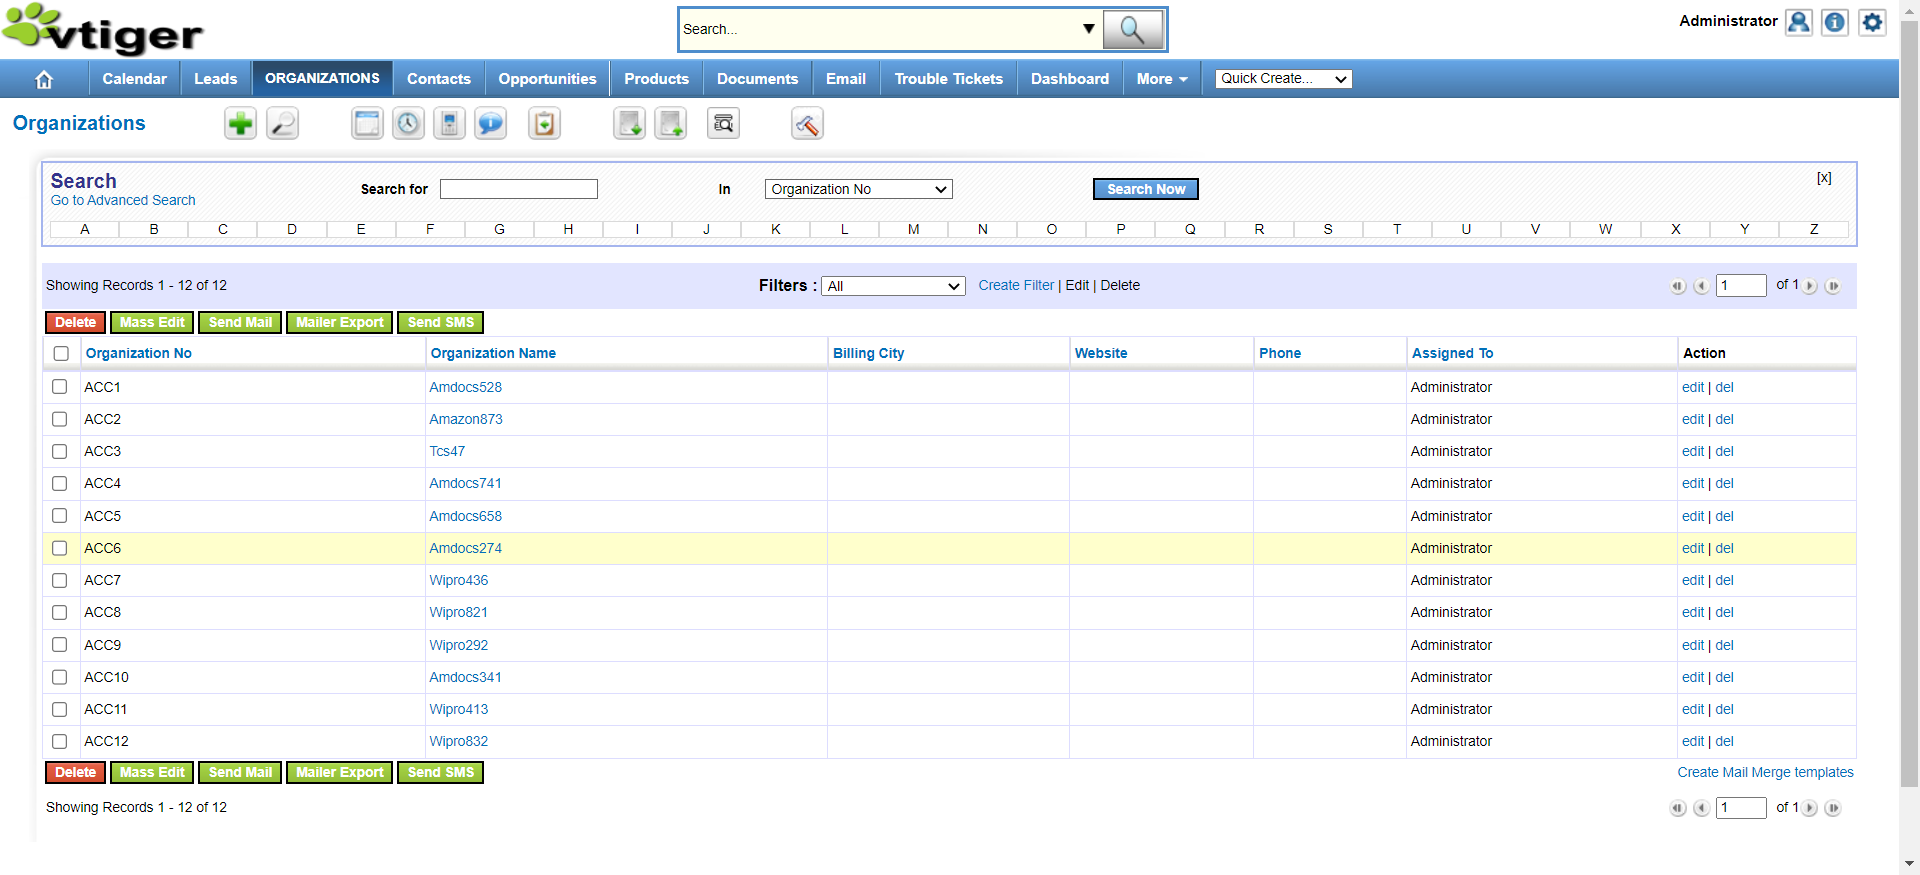 vtiger
Search...
Administrator
Calendar Leads ORGANIZATIONS Contacts Opportunities Products Documents Email Trouble Tickets Dashboard More Quick Create...
Organizations
Search
Go to Advanced Search
Search for In Organization No Search Now [x]
A B C D E F G H I J K L M N O P Q R S T U V W X Y Z
Showing Records 1 - 12 of 12 Filters : All Create Filter | Edit | Delete 1 of 1
Delete Mass Edit Send Mail Mailer Export Send SMS
Organization No Organization Name Billing City Website Phone Assigned To Action
ACC1 Amdocs528 Administrator edit | del
ACC2 Amazon873 Administrator edit | del
ACC3 Tcs47 Administrator edit | del
ACC4 Amdocs741 Administrator edit | del
ACC5 Amdocs658 Administrator edit | del
ACC6 Amdocs274 Administrator edit | del
ACC7 Wipro436 Administrator edit | del
ACC8 Wipro821 Administrator edit | del
ACC9 Wipro292 Administrator edit | del
ACC10 Amdocs341 Administrator edit | del
ACC11 Wipro413 Administrator edit | del
ACC12 Wipro832 Administrator edit | del
Delete Mass Edit Send Mail Mailer Export Send SMS Create Mail Merge templates
Showing Records 1 - 12 of 12 1 of 1